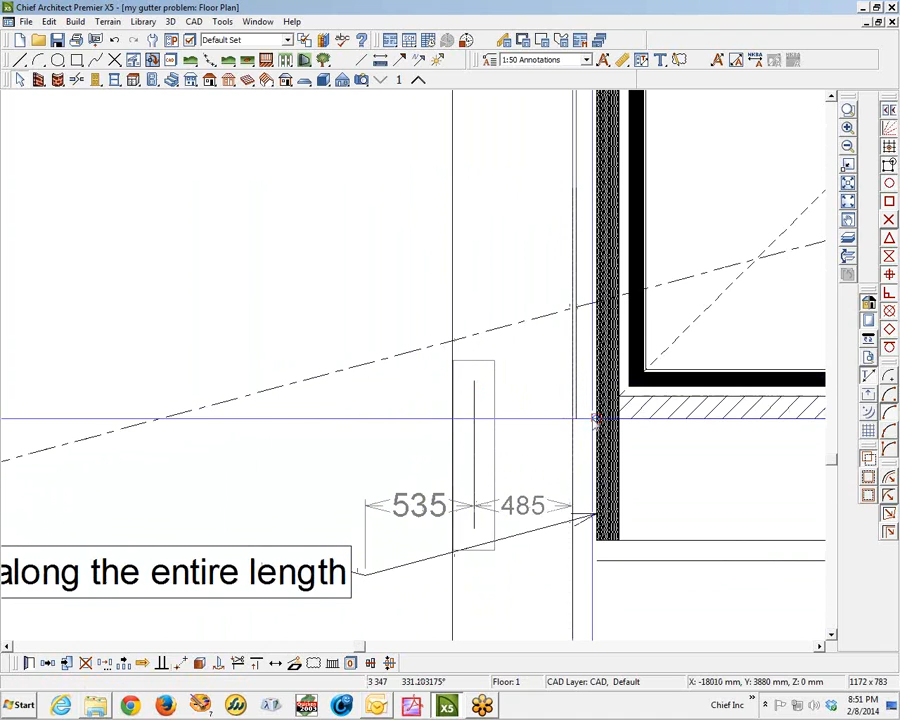 Chief Architect Premier X5 - [my gutter problem: Floor Plan]
File Edit Build Terrain Library 3D CAD Tools Window Help
Default Set
1:50 Annotations
1
535
485
along the entire length
3 347 331.203175° Floor: 1 CAD Layer: CAD, Default X: -18010 mm Y: 3880 mm Z: 0 mm 1172 x 783
Start
Chief Inc
8:51 PM
2/8/2014